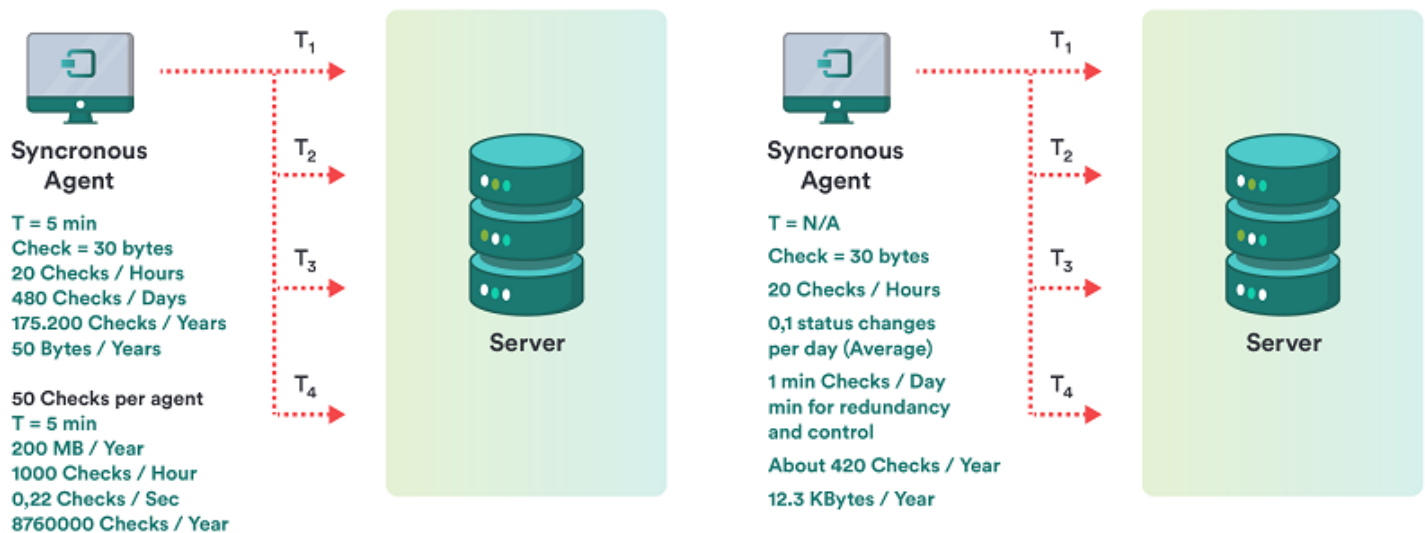 T1
T2
T3
T4
Syncronous
Agent
T = 5 min
Check = 30 bytes
20 Checks / Hours
480 Checks / Days
175.200 Checks / Years
50 Bytes / Years
50 Checks per agent
T = 5 min
200 MB / Year
1000 Checks / Hour
0,22 Checks / Sec
8760000 Checks / Year
Server
T1
T2
T3
T4
Syncronous
Agent
T = N/A
Check = 30 bytes
20 Checks / Hours
0,1 status changes
per day (Average)
1 min Checks / Day
min for redundancy
and control
About 420 Checks / Year
12.3 KBytes / Year
Server